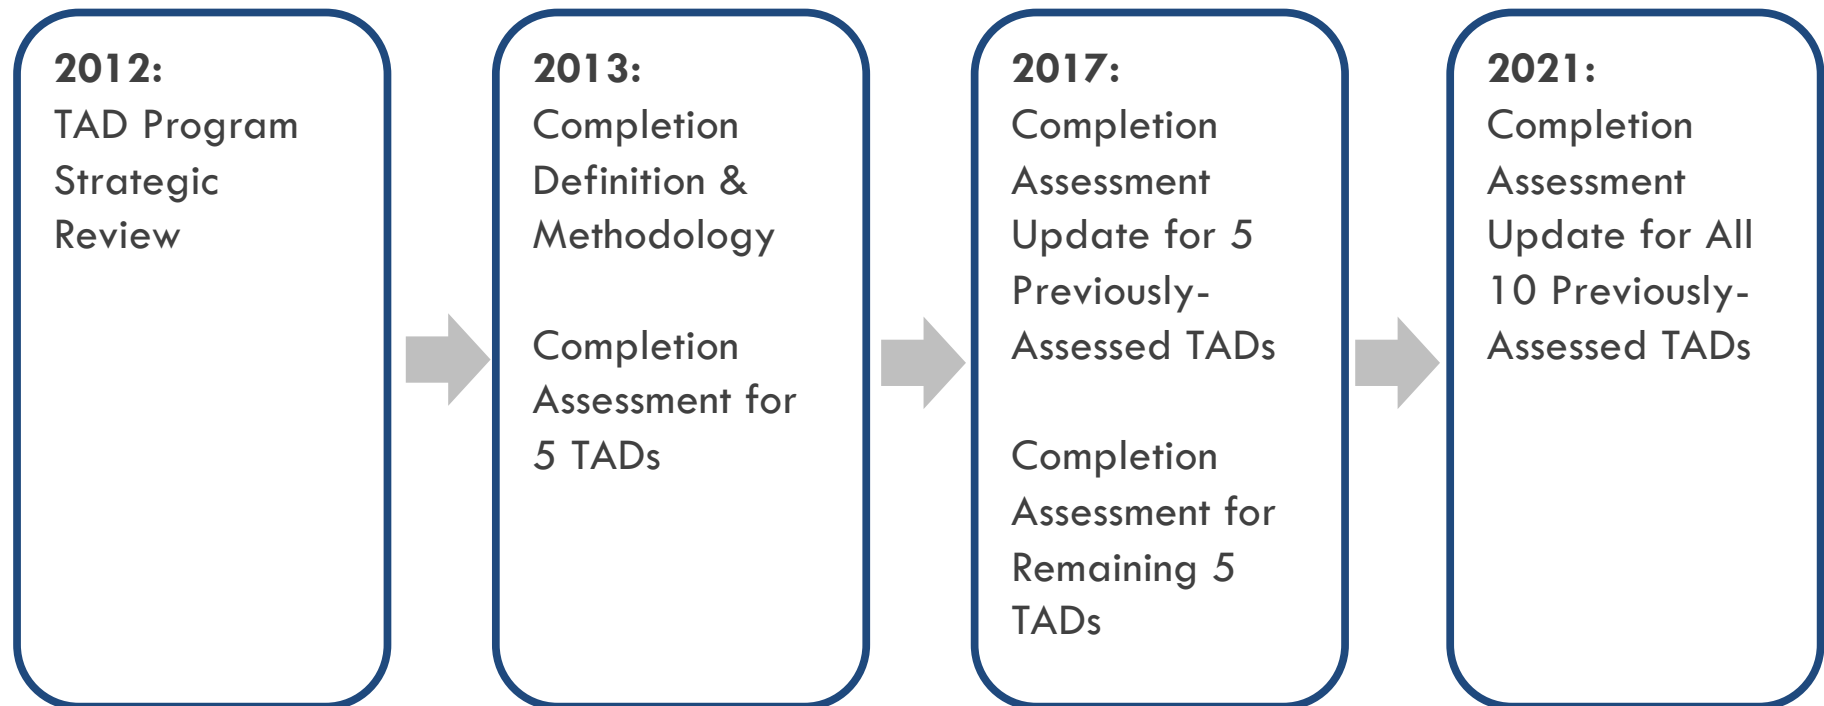 2012:
TAD Program
Strategic
Review
2013:
Completion
Definition &
Methodology
Completion
Assessment for
5 TADs
2017:
Completion
Assessment
Update for 5
Previously-
Assessed TADs
Completion
Assessment for
Remaining 5
TADs
2021:
Completion
Assessment
Update for All
10 Previously-
Assessed TADs